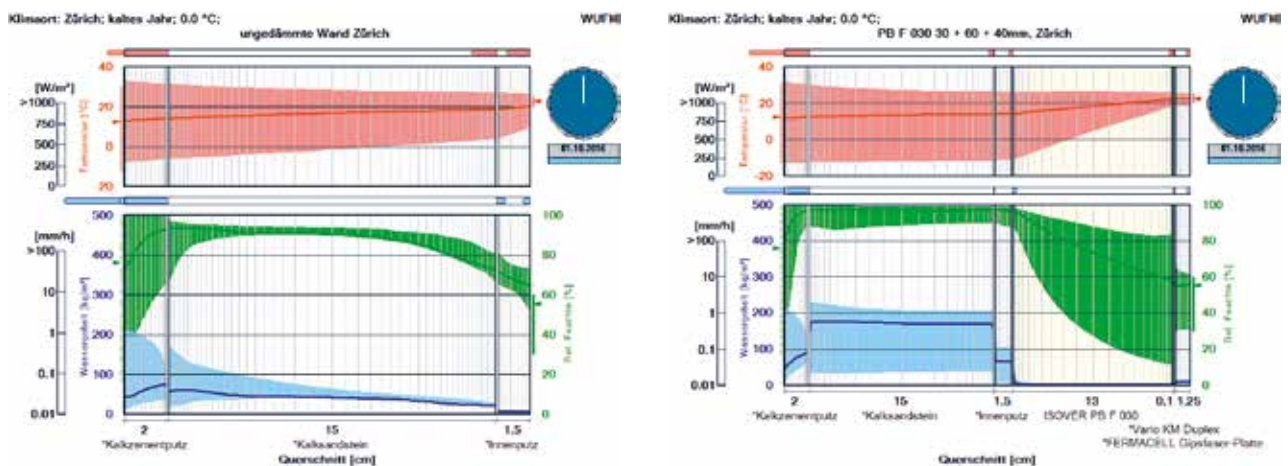 Klimaort: Zürich; kaltes Jahr; 0.0 °C;
WUFI
ungedämmte Wand Zürich
[W/m²]
>1000
750
500
250
0
Temperatur [°C]
40
20
0
20
01.10.2016
[mm/h]
>100
10
1
0.1
0.01
Wassergehalt [kg/m³]
500
400
300
200
100
0
100
80
60
40
20
0
Rel. Feuchte [%]
2
15
1.5
*Kalkzementputz
*Kalksandstein
*Innenputz
Querschnitt [cm]
Klimaort: Zürich; kaltes Jahr; 0.0 °C;
WUFI
PB F 030 30 + 60 + 40mm, Zürich
[W/m²]
>1000
750
500
250
0
Temperatur [°C]
40
20
0
-20
01.10.2016
[mm/h]
>100
10
1
0.1
0.01
Wassergehalt [kg/m³]
500
400
300
200
100
0
100
80
60
40
20
0
Rel. Feuchte [%]
2
15
1.5
13
0.1
1.25
*Kalkzementputz
*Kalksandstein
*Innenputz
ISOVER PB F 030
*Vario KM Duplex
*FERMACELL Gipsfaser-Platte
Querschnitt [cm]